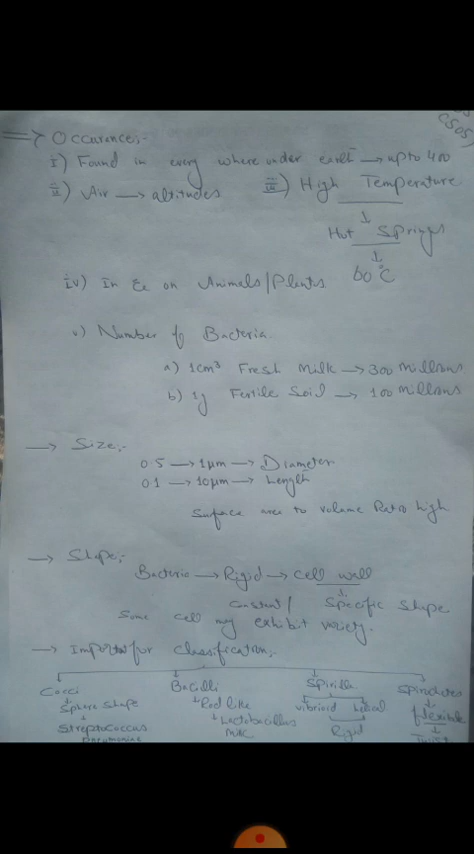 => Occurance:-
i) Found in every where under earth → upto 400
ii) Air → altitudes iii) High Temperature
↓
Hot Springs
↓
60°C
iv) In & on Animals/Plants
v) Number of Bacteria
a) 1cm³ Fresh Milk → 300 Millions
b) 1g Fertile Soil → 100 Millions
→ Size:-
0.5 → 1μm → Diameter
0.1 → 10μm → Length
Surface area to volume Ratio high
→ Shape:
Bacteria → Rigid → Cell wall
↓
Constant / Specific Shape
Some cell may exhibit variety.
→ Important for Classification:-
Cocci Bacilli Spirilla Spirochetes
Sphere Shape Rod like vibrioid helical flexible
Streptococcus Lactobacillus
Pneumoniae Milk Rigid Twist